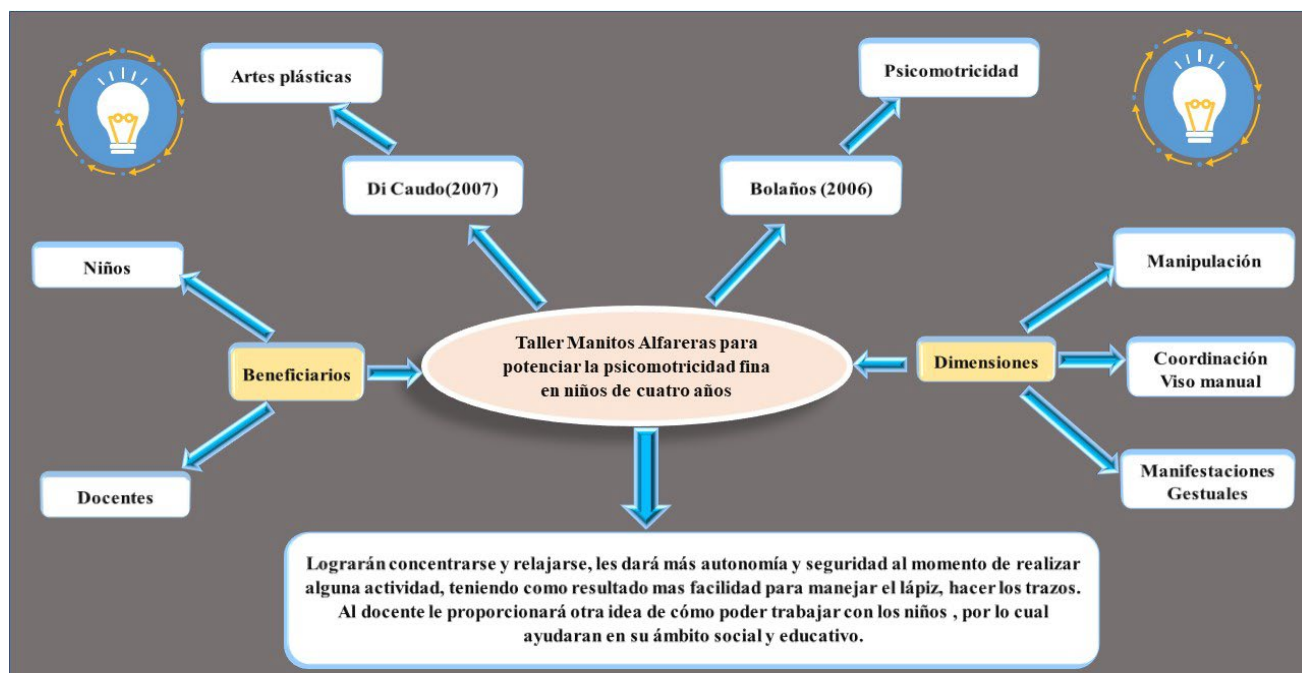 Artes plásticas
Psicomotricidad
Di Caudo(2007)
Bolaños (2006)
Niños
Manipulación
Beneficiarios
Taller Manitos Alfareras para
potenciar la psicomotricidad fina
en niños de cuatro años
Dimensiones
Coordinación
Viso manual
Docentes
Manifestaciones
Gestuales
Lograrán concentrarse y relajarse, les dará más autonomía y seguridad al momento de realizar
alguna actividad, teniendo como resultado mas facilidad para manejar el lápiz, hacer los trazos.
Al docente le proporcionará otra idea de cómo poder trabajar con los niños , por lo cual
ayudaran en su ámbito social y educativo.